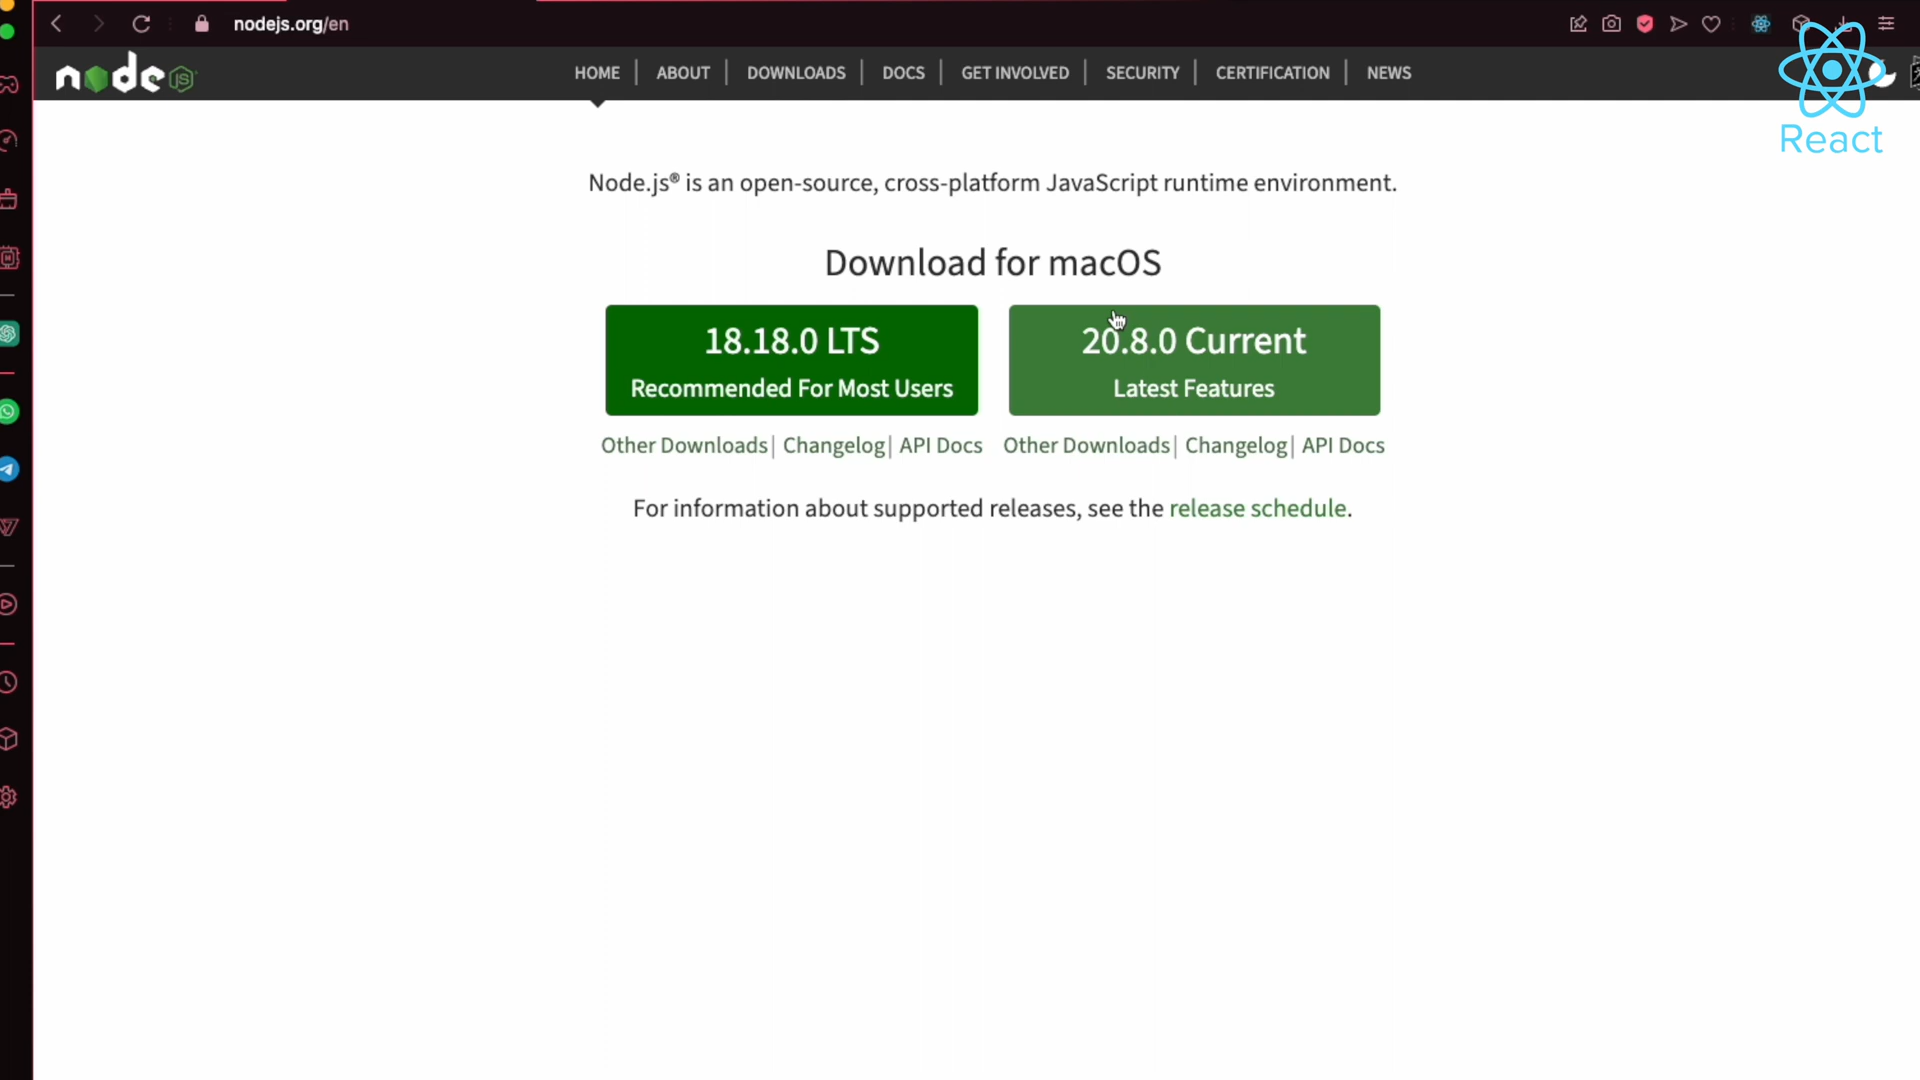 nodejs.org/en
node JS
HOME | ABOUT | DOWNLOADS | DOCS | GET INVOLVED | SECURITY | CERTIFICATION | NEWS
React
Node.js® is an open-source, cross-platform JavaScript runtime environment.
Download for macOS
18.18.0 LTS
Recommended For Most Users
20.8.0 Current
Latest Features
Other Downloads | Changelog | API Docs
Other Downloads | Changelog | API Docs
For information about supported releases, see the release schedule.